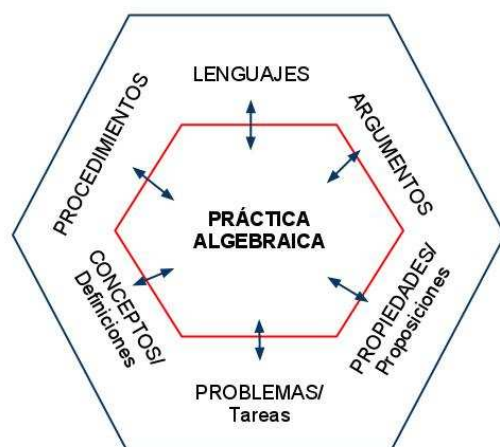 LENGUAJES
PROCEDIMIENTOS
ARGUMENTOS
PRÁCTICA
ALGEBRAICA
CONCEPTOS/
Definiciones
PROPIEDADES/
Proposiciones
PROBLEMAS/
Tareas